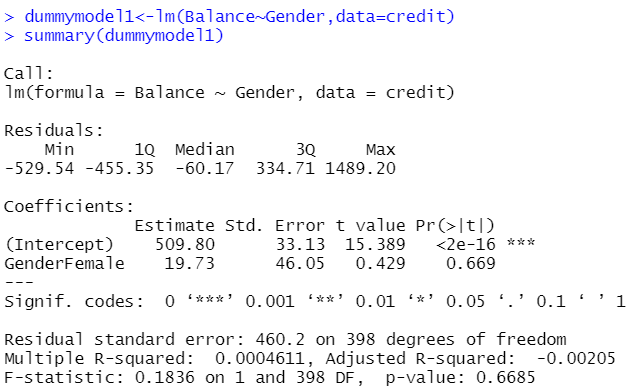 > dummymodel1<-lm(Balance~Gender,data=credit)
> summary(dummymodel1)
Call:
lm(formula = Balance ~ Gender, data = credit)
Residuals:
    Min      1Q  Median      3Q     Max
-529.54 -455.35  -60.17  334.71 1489.20
Coefficients:
             Estimate Std. Error t value Pr(>|t|)
(Intercept)    509.80      33.13  15.389   <2e-16 ***
GenderFemale    19.73      46.05   0.429    0.669
---
Signif. codes:  0 ‘***’ 0.001 ‘**’ 0.01 ‘*’ 0.05 ‘.’ 0.1 ‘ ’ 1
Residual standard error: 460.2 on 398 degrees of freedom
Multiple R-squared:  0.0004611, Adjusted R-squared:  -0.00205
F-statistic: 0.1836 on 1 and 398 DF,  p-value: 0.6685